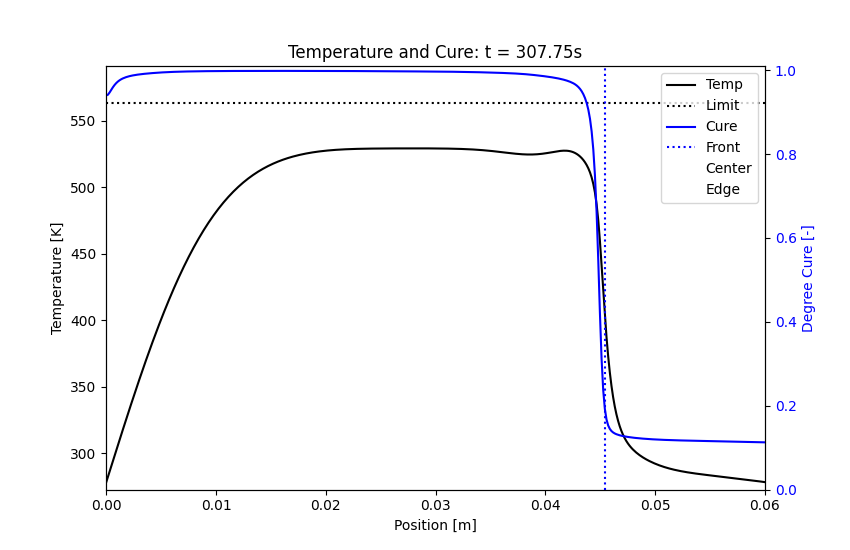 Temperature and Cure: t = 307.75s
Temp
Limit
Cure
Front
Center
Edge
550
500
450
400
350
300
Temperature [K]
1.0
0.8
0.6
0.4
0.2
0.0
Degree Cure [-]
0.00 0.01 0.02 0.03 0.04 0.05 0.06
Position [m]